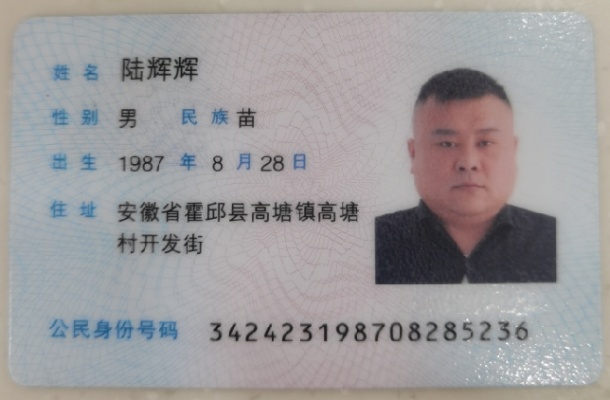 姓名 陆辉辉
性别 男 民族 苗
出生 1987 年 8 月 28 日
住址 安徽省霍邱县高塘镇高塘
村开发街
公民身份号码 342423198708285236